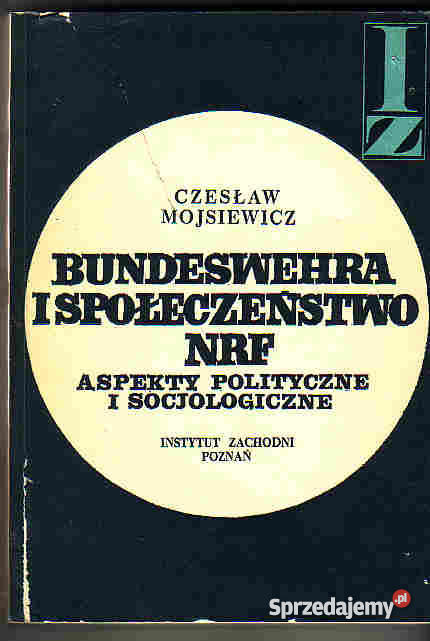 I
Z
CZESŁAW
MOJSIEWICZ
BUNDESWEHRA
I SPOŁECZEŃSTWO
NRF
ASPEKTY POLITYCZNE
I SOCJOLOGICZNE
INSTYTUT ZACHODNI
POZNAŃ
Sprzedajemy.pl